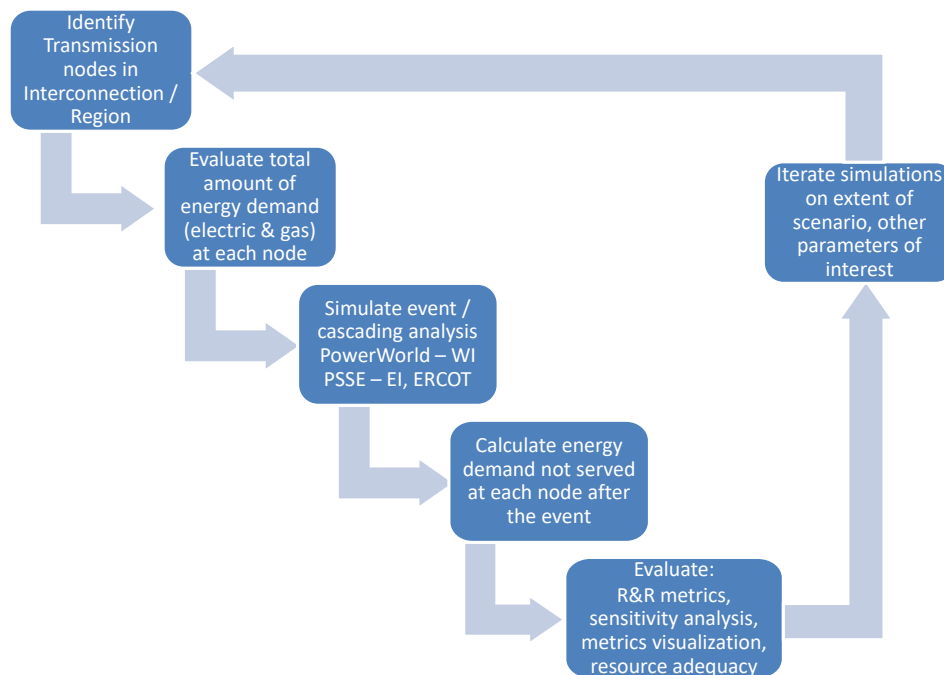 Identify
Transmission
nodes in
Interconnection /
Region
Evaluate total
amount of
energy demand
(electric & gas)
at each node
Simulate event /
cascading analysis
PowerWorld – WI
PSSE – EI, ERCOT
Calculate energy
demand not served
at each node after
the event
Evaluate:
R&R metrics,
sensitivity analysis,
metrics visualization,
resource adequacy
Iterate simulations
on extent of
scenario, other
parameters of
interest